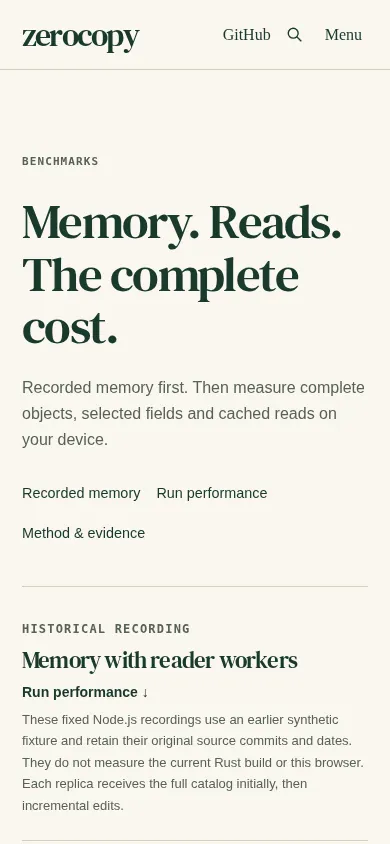 zerocopy
GitHub
Menu
BENCHMARKS
Memory. Reads.
The complete
cost.
Recorded memory first. Then measure complete
objects, selected fields and cached reads on
your device.
Recorded memory Run performance
Method & evidence
HISTORICAL RECORDING
Memory with reader workers
Run performance ↓
These fixed Node.js recordings use an earlier synthetic
fixture and retain their original source commits and dates.
They do not measure the current Rust build or this browser.
Each replica receives the full catalog initially, then
incremental edits.